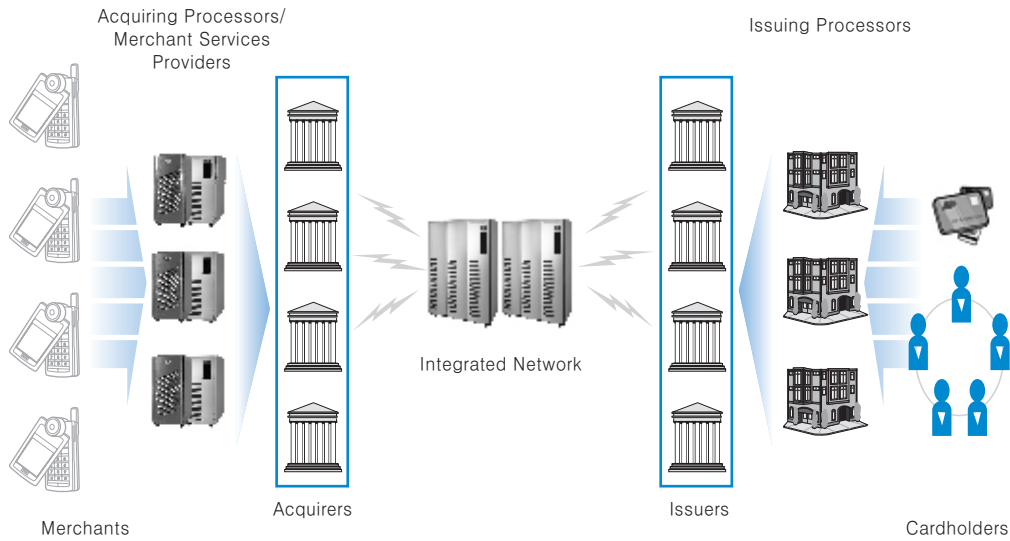 Acquiring Processors/
Merchant Services
Providers
Issuing Processors
Integrated Network
Acquirers
Issuers
Merchants
Cardholders